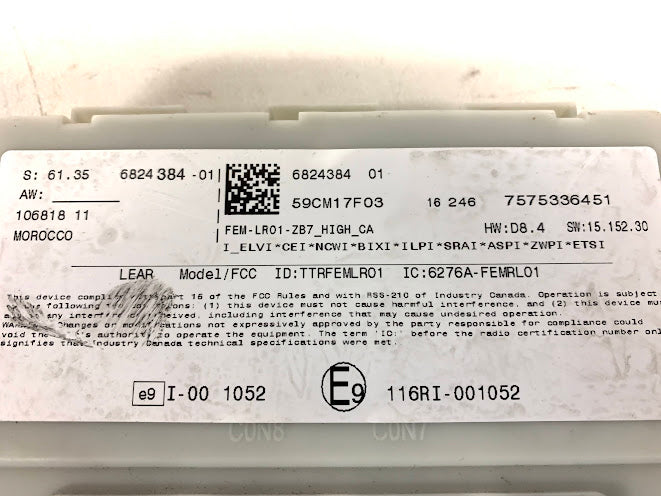 S: 61.35 6824384-01 6824384 01
AW: 59CM17F03 16 246 7575336451
106818 11 FEM-LR01-ZB7_HIGH_CA HW:D8.4 SW:15.152.30
MOROCCO I_ELVI*CEI*NCWI*BIXI*ILPI*SRAI*ASPI*ZWPI*ETSI
LEAR Model/FCC ID:TTRFEMLR01 IC:6276A-FEMRL01
This device complies part 15 of the FCC Rules and with RSS-210 of Industry Canada. Operation is subject
the following conditions: (1) this device must not cause harmful interference, and (2) this device mus
any received, including interference that may cause undesired operation.
Changes or modifications not expressively approved by the party responsible for compliance could
void the authority to operate the equipment. The term 'IC:' before the radio certification number onl
signifies that Industry Canada technical specifications were met.
e9 I-00 1052 E9 116RI-001052
CON8 CON7